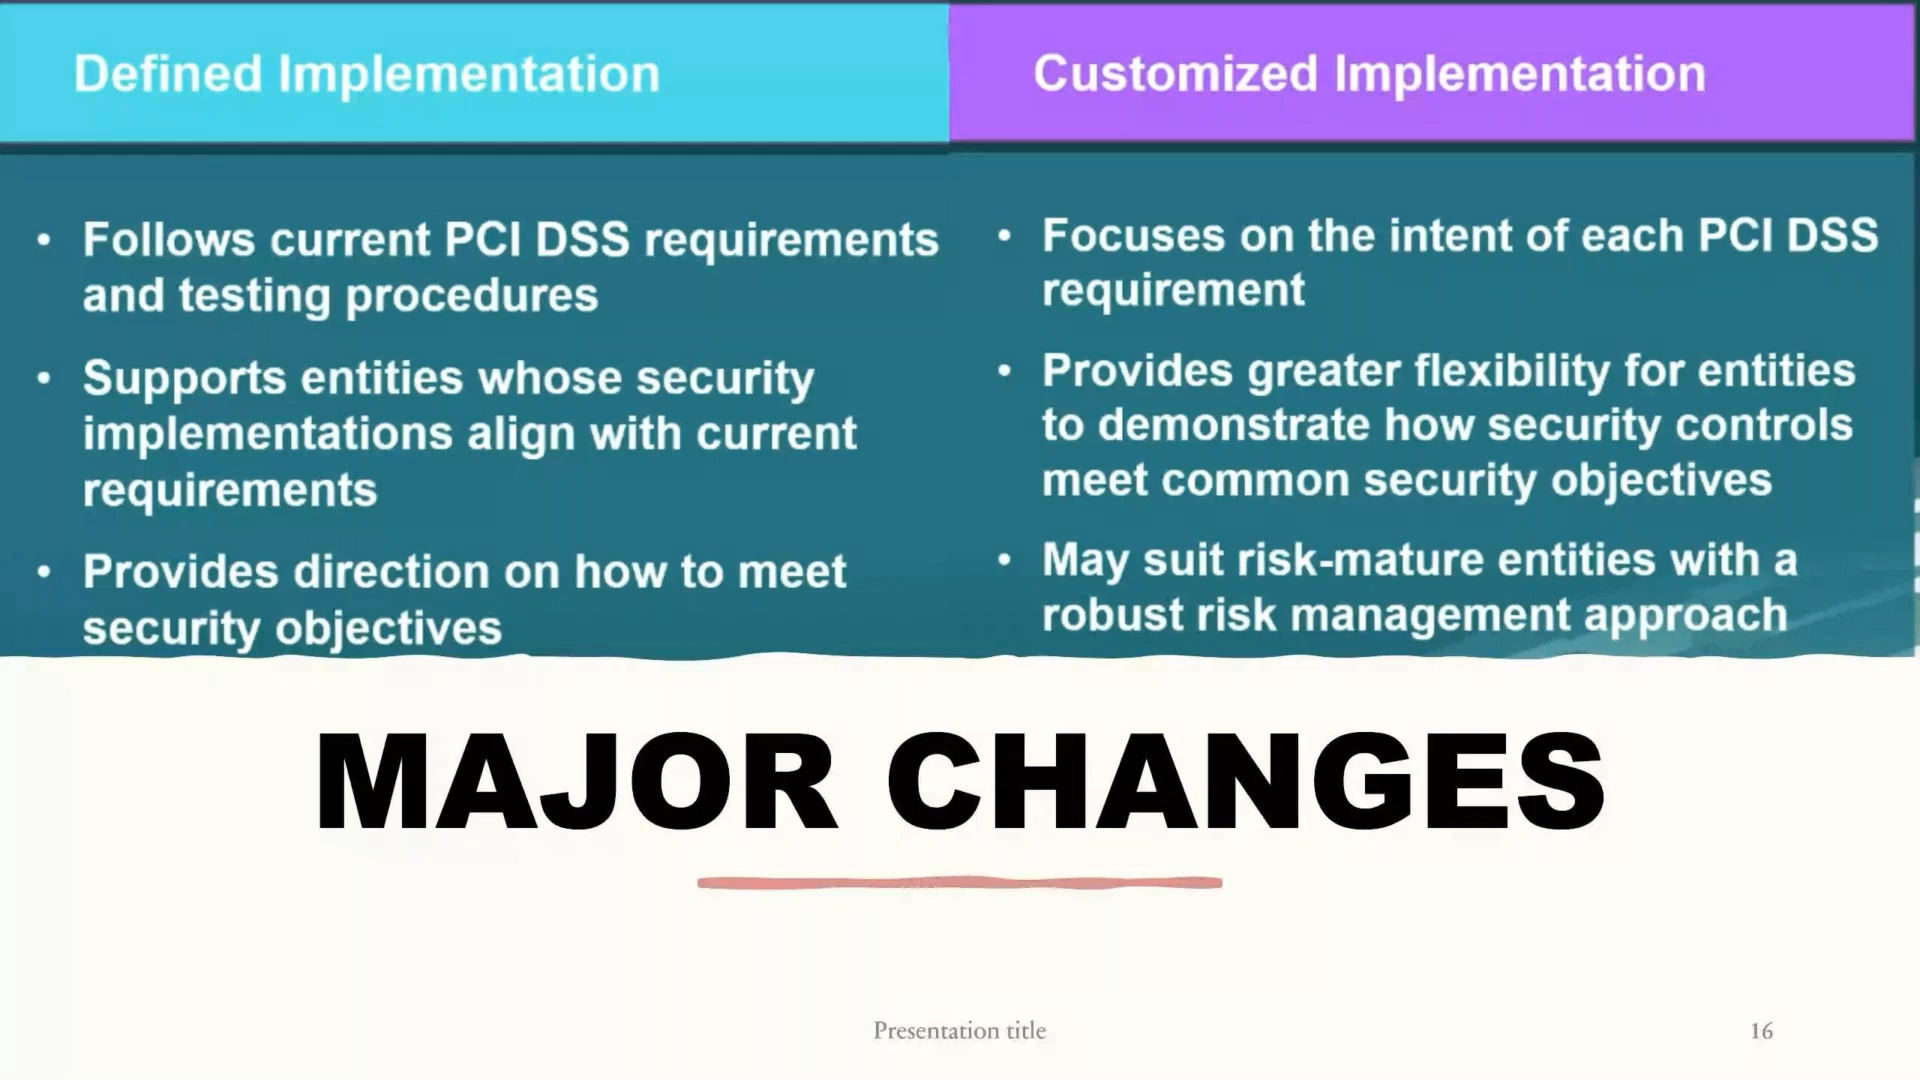 Defined Implementation
• Follows current PCI DSS requirements
and testing procedures
• Supports entities whose security
implementations align with current
requirements
• Provides direction on how to meet
security objectives
Customized Implementation
• Focuses on the intent of each PCI DSS
requirement
• Provides greater flexibility for entities
to demonstrate how security controls
meet common security objectives
• May suit risk-mature entities with a
robust risk management approach
MAJOR CHANGES
Presentation title
16